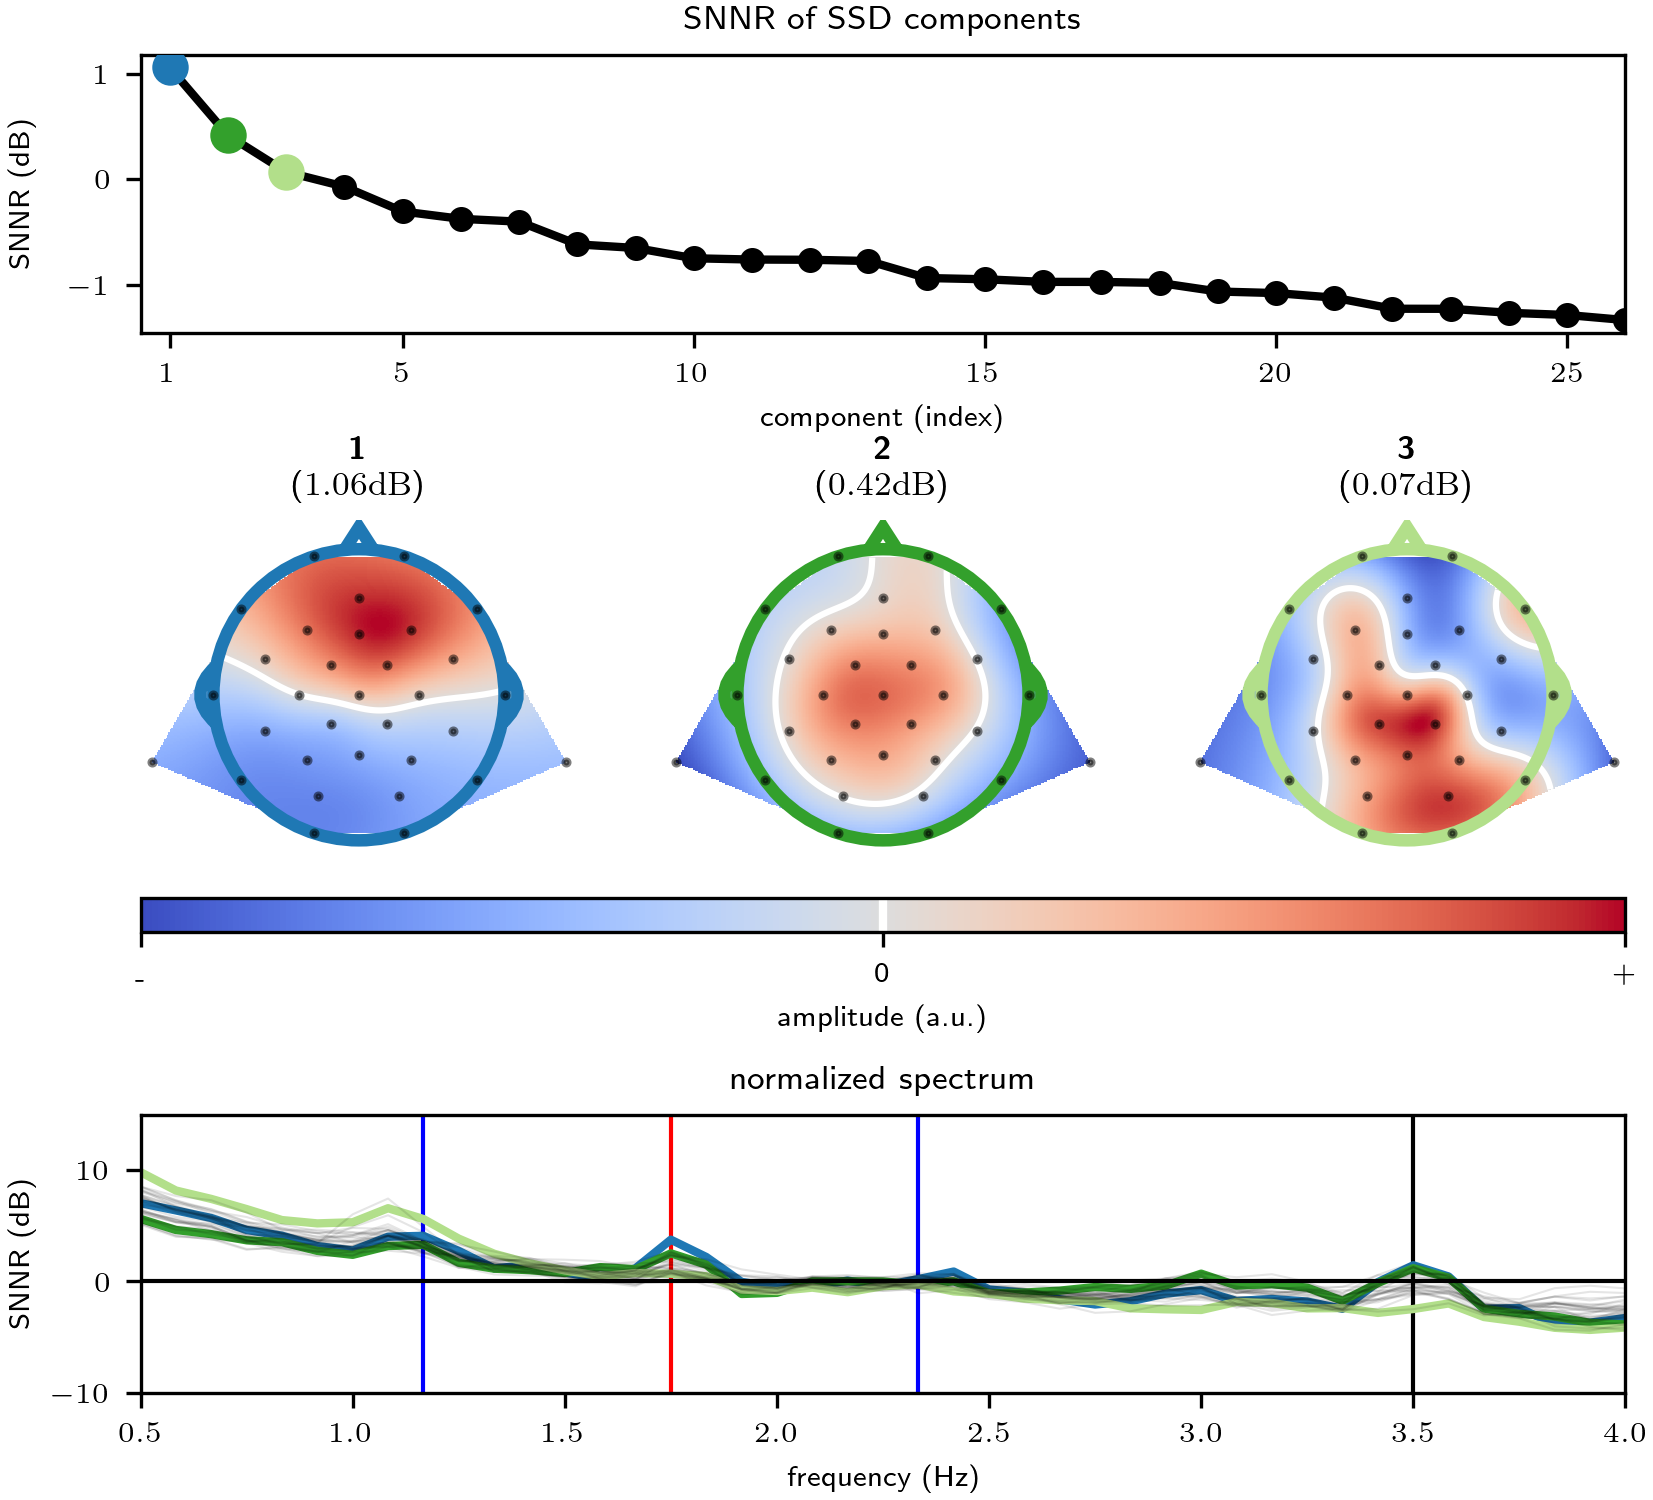 SNNR of SSD components
SNNR (dB)
1
0
−1
1 5 10 15 20 25
component (index)
1 2 3
(1.06dB) (0.42dB) (0.07dB)
- 0 +
amplitude (a.u.)
normalized spectrum
SNNR (dB)
10
0
−10
0.5 1.0 1.5 2.0 2.5 3.0 3.5 4.0
frequency (Hz)